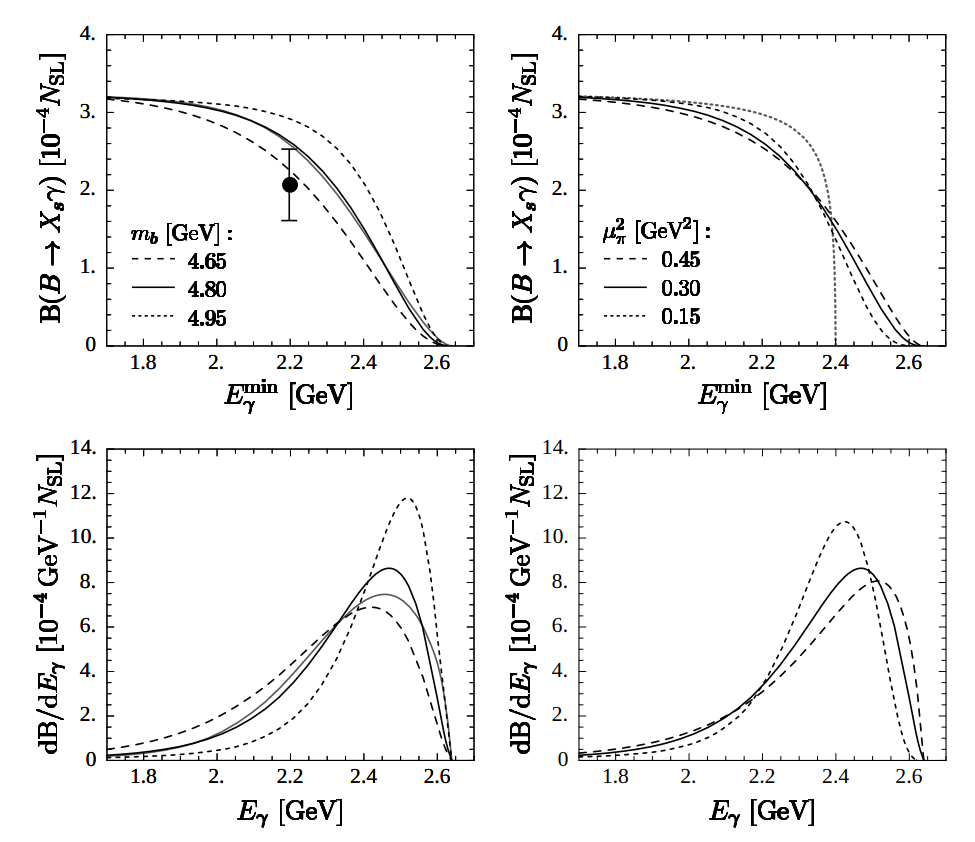 B(B → X_s γ) [10^−4 N_SL]
4.
3.
2.
1.
0
m_b [GeV] :
4.65
4.80
4.95
1.8 2. 2.2 2.4 2.6
E_γ^min [GeV]
B(B → X_s γ) [10^−4 N_SL]
4.
3.
2.
1.
0
μ_π^2 [GeV^2] :
0.45
0.30
0.15
1.8 2. 2.2 2.4 2.6
E_γ^min [GeV]
dB/dE_γ [10^−4 GeV^−1 N_SL]
14.
12.
10.
8.
6.
4.
2.
0
1.8 2. 2.2 2.4 2.6
E_γ [GeV]
dB/dE_γ [10^−4 GeV^−1 N_SL]
14.
12.
10.
8.
6.
4.
2.
0
1.8 2. 2.2 2.4 2.6
E_γ [GeV]